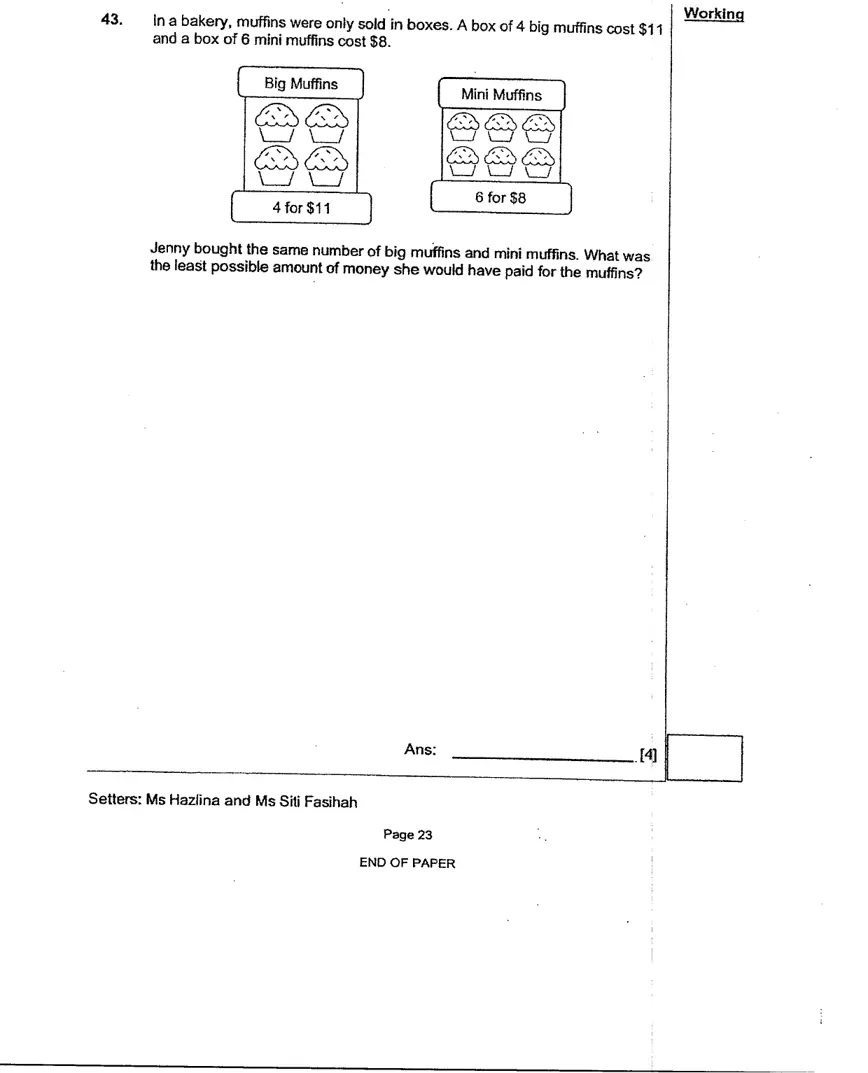 Working
43. In a bakery, muffins were only sold in boxes. A box of 4 big muffins cost $11
and a box of 6 mini muffins cost $8.
Big Muffins
4 for $11
Mini Muffins
6 for $8
Jenny bought the same number of big muffins and mini muffins. What was
the least possible amount of money she would have paid for the muffins?
Ans: ____________________ [4]
Setters: Ms Hazlina and Ms Siti Fasihah
Page 23
END OF PAPER